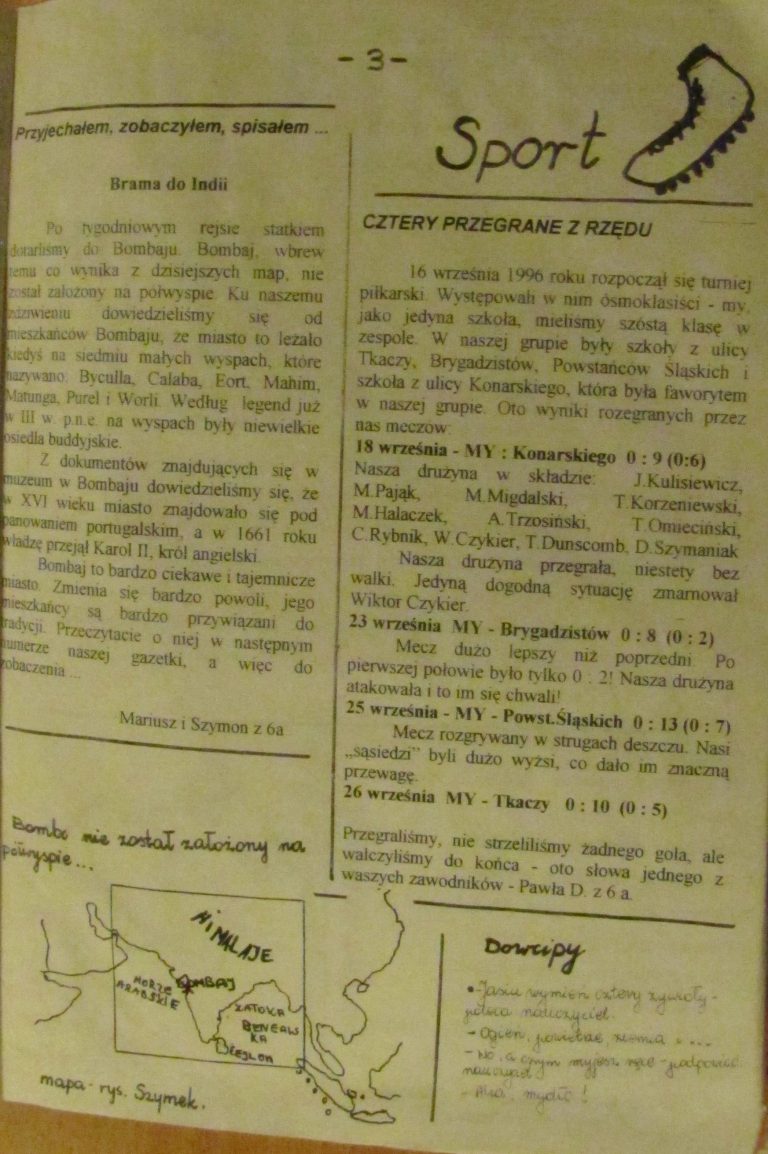 - 3 -
Przyjechałem, zobaczyłem, spisałem ...
Brama do Indii
Po tygodniowym rejsie statkiem
dotarliśmy do Bombaju. Bombaj, wbrew
temu co wynika z dzisiejszych map, nie
został założony na półwyspie. Ku naszemu
zdziwieniu dowiedzieliśmy się od
mieszkańców Bombaju, że miasto to leżało
kiedyś na siedmiu małych wyspach, które
nazywano: Byculla, Calaba, Eort, Mahim,
Matunga, Purel i Worli. Według legend już
w III w. p.n.e. na wyspach były niewielkie
osiedla buddyjskie.
Z dokumentów znajdujących się w
muzeum w Bombaju dowiedzieliśmy się, że
w XVI wieku miasto znajdowało się pod
panowaniem portugalskim, a w 1661 roku
władzę przejął Karol II, król angielski.
Bombaj to bardzo ciekawe i tajemnicze
miasto. Zmienia się bardzo powoli, jego
mieszkańcy są bardzo przywiązani do
tradycji. Przeczytacie o niej w następnym
numerze naszej gazetki, a więc do
zobaczenia ...
Mariusz i Szymon z 6a
Bomba nie został założony na
półwyspie...
HIMALAJE
BOMBAJ
MORZE
ARABSKIE
ZATOKA
BENGALS
KA
CEJLON
mapa - rys. Szymek.
Sport
CZTERY PRZEGRANE Z RZĘDU
16 września 1996 roku rozpoczął się turniej
piłkarski. Występowali w nim ósmoklasiści - my,
jako jedyna szkoła, mieliśmy szóstą klasę w
zespole. W naszej grupie były szkoły z ulicy
Tkaczy, Brygadzistów, Powstańców Śląskich i
szkoła z ulicy Konarskiego, która była faworytem
w naszej grupie. Oto wyniki rozegranych przez
nas meczów:
18 września - MY : Konarskiego 0 : 9 (0:6)
Nasza drużyna w składzie: J.Kulisiewicz,
M.Pająk, M.Migdalski, T.Korzeniewski,
M.Halaczek, A.Trzosiński, T.Omieciński,
C.Rybnik, W.Czykier, T.Dunscomb, D.Szymaniak
Nasza drużyna przegrała, niestety bez
walki. Jedyną dogodną sytuację zmarnował
Wiktor Czykier.
23 września MY - Brygadzistów 0 : 8 (0 : 2)
Mecz dużo lepszy niż poprzedni. Po
pierwszej połowie było tylko 0 : 2! Nasza drużyna
atakowała i to im się chwali!
25 września - MY - Powst.Śląskich 0 : 13 (0 : 7)
Mecz rozgrywany w strugach deszczu. Nasi
„sąsiedzi” byli dużo wyżsi, co dało im znaczną
przewagę.
26 września MY - Tkaczy 0 : 10 (0 : 5)
Przegraliśmy, nie strzeliliśmy żadnego gola, ale
walczyliśmy do końca - oto słowa jednego z
waszych zawodników - Pawła D. z 6 a.
Dowcipy
- Jasiu wymień cztery żywioły -
nauczyciel.
- Ogień, powietrze, ziemia i ...
- No, a czym myjesz ręce -
- mydło!